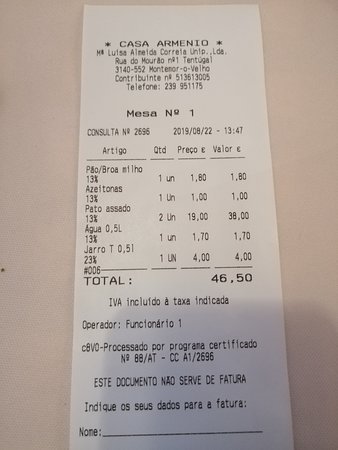 * CASA ARMENIO *
Mª Luisa Almeida Correia Unip.,Lda.
Rua do Mourão nº1 Tentúgal
3140-552 Montemor-o-Velho
Contribuinte nº 513613005
Telefone: 239 951175
Mesa Nº 1
CONSULTA Nº 2696 2019/08/22 - 13:47
Artigo Qtd Preço € Valor €
Pão/Broa milho
13% 1 un 1,80 1,80
Azeitonas
13% 1 Un 1,00 1,00
Pato assado
13% 2 Un 19,00 38,00
Água 0,5L
13% 1 Un 1,70 1,70
Jarro T 0,5l
23% 1 UN 4,00 4,00
#006
TOTAL: 46,50
IVA incluído à taxa indicada
Operador: Funcionário 1
cBVO-Processado por programa certificado
Nº 88/AT - CC A1/2696
ESTE DOCUMENTO NÃO SERVE DE FATURA
Indique os seus dados para a fatura:
Nome: